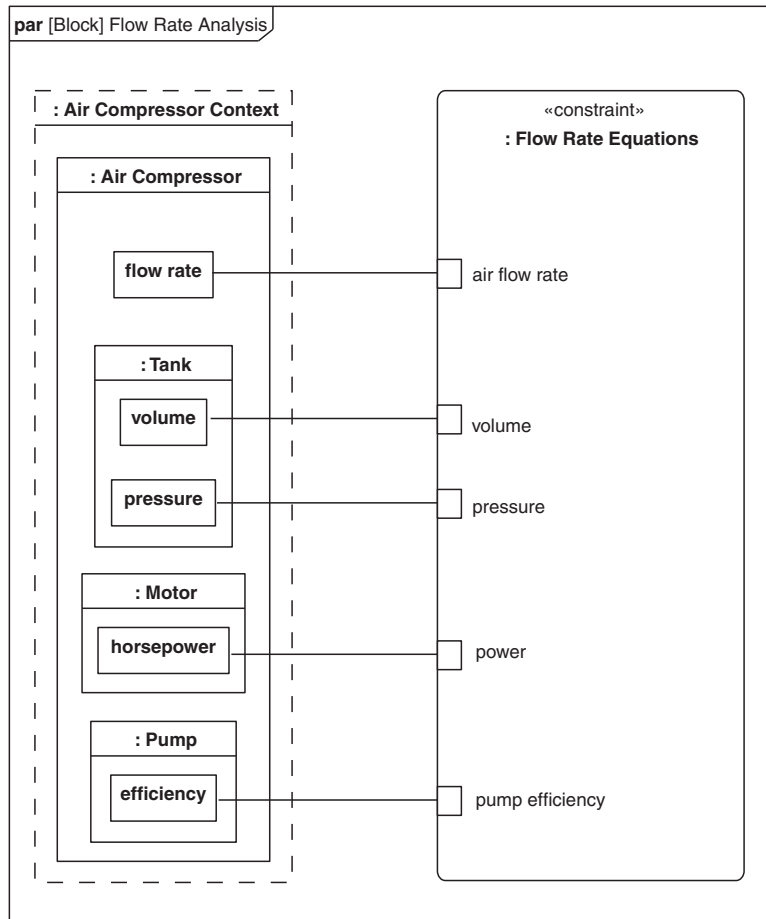 par [Block] Flow Rate Analysis
: Air Compressor Context
«constraint»
: Flow Rate Equations
: Air Compressor
flow rate
air flow rate
: Tank
volume
volume
pressure
pressure
: Motor
horsepower
power
: Pump
efficiency
pump efficiency